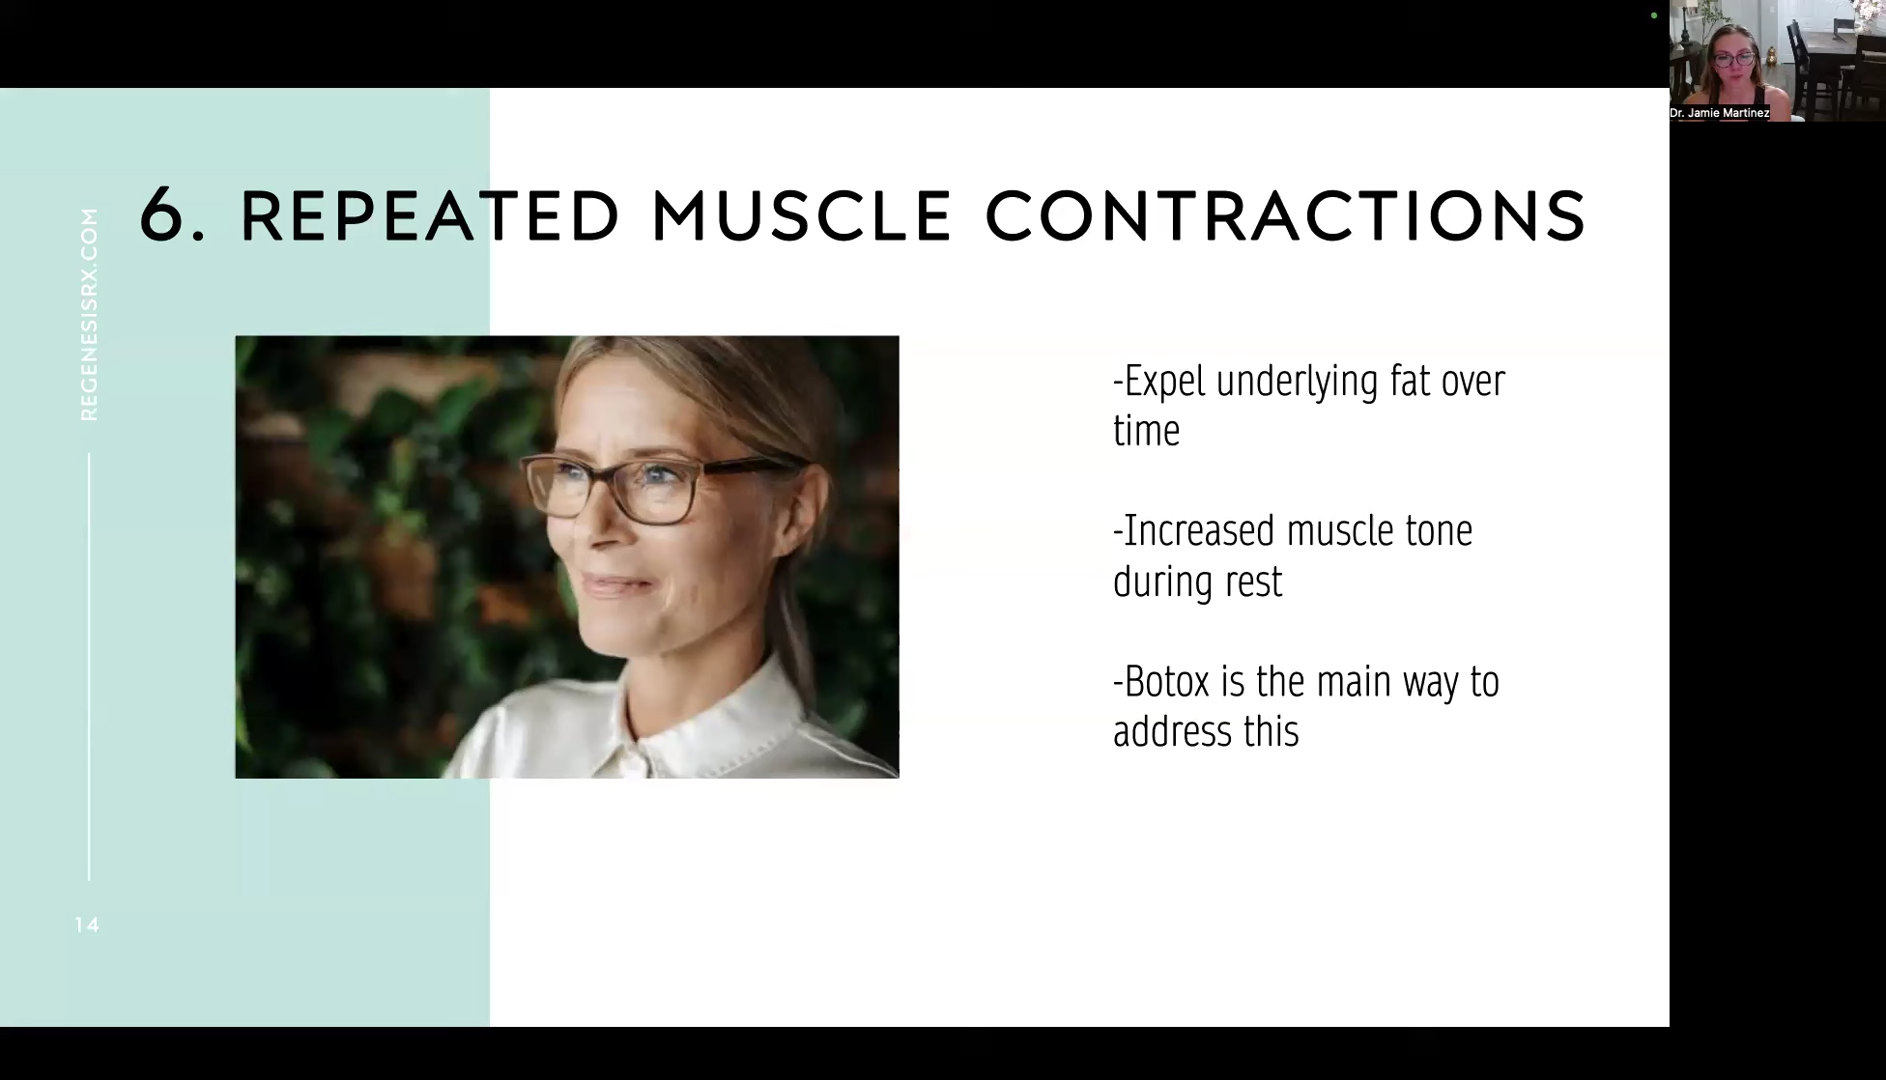 Dr. Jamie Martinez
6. REPEATED MUSCLE CONTRACTIONS
REGENESISRX.COM
-Expel underlying fat over
time
-Increased muscle tone
during rest
-Botox is the main way to
address this
14